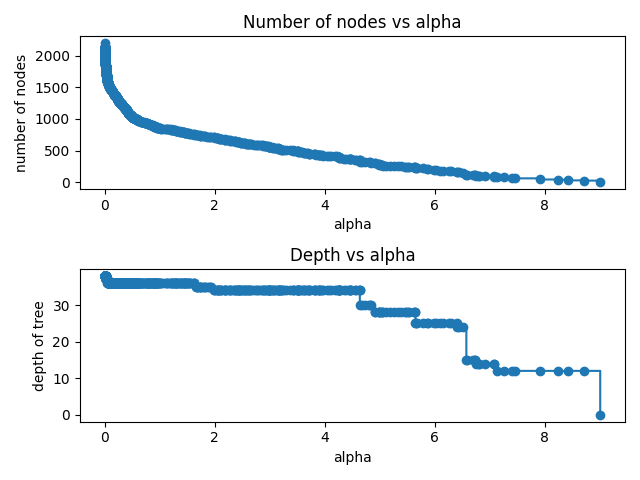 Number of nodes vs alpha
number of nodes
2000
1500
1000
500
0
0 2 4 6 8
alpha
Depth vs alpha
depth of tree
30
20
10
0
0 2 4 6 8
alpha